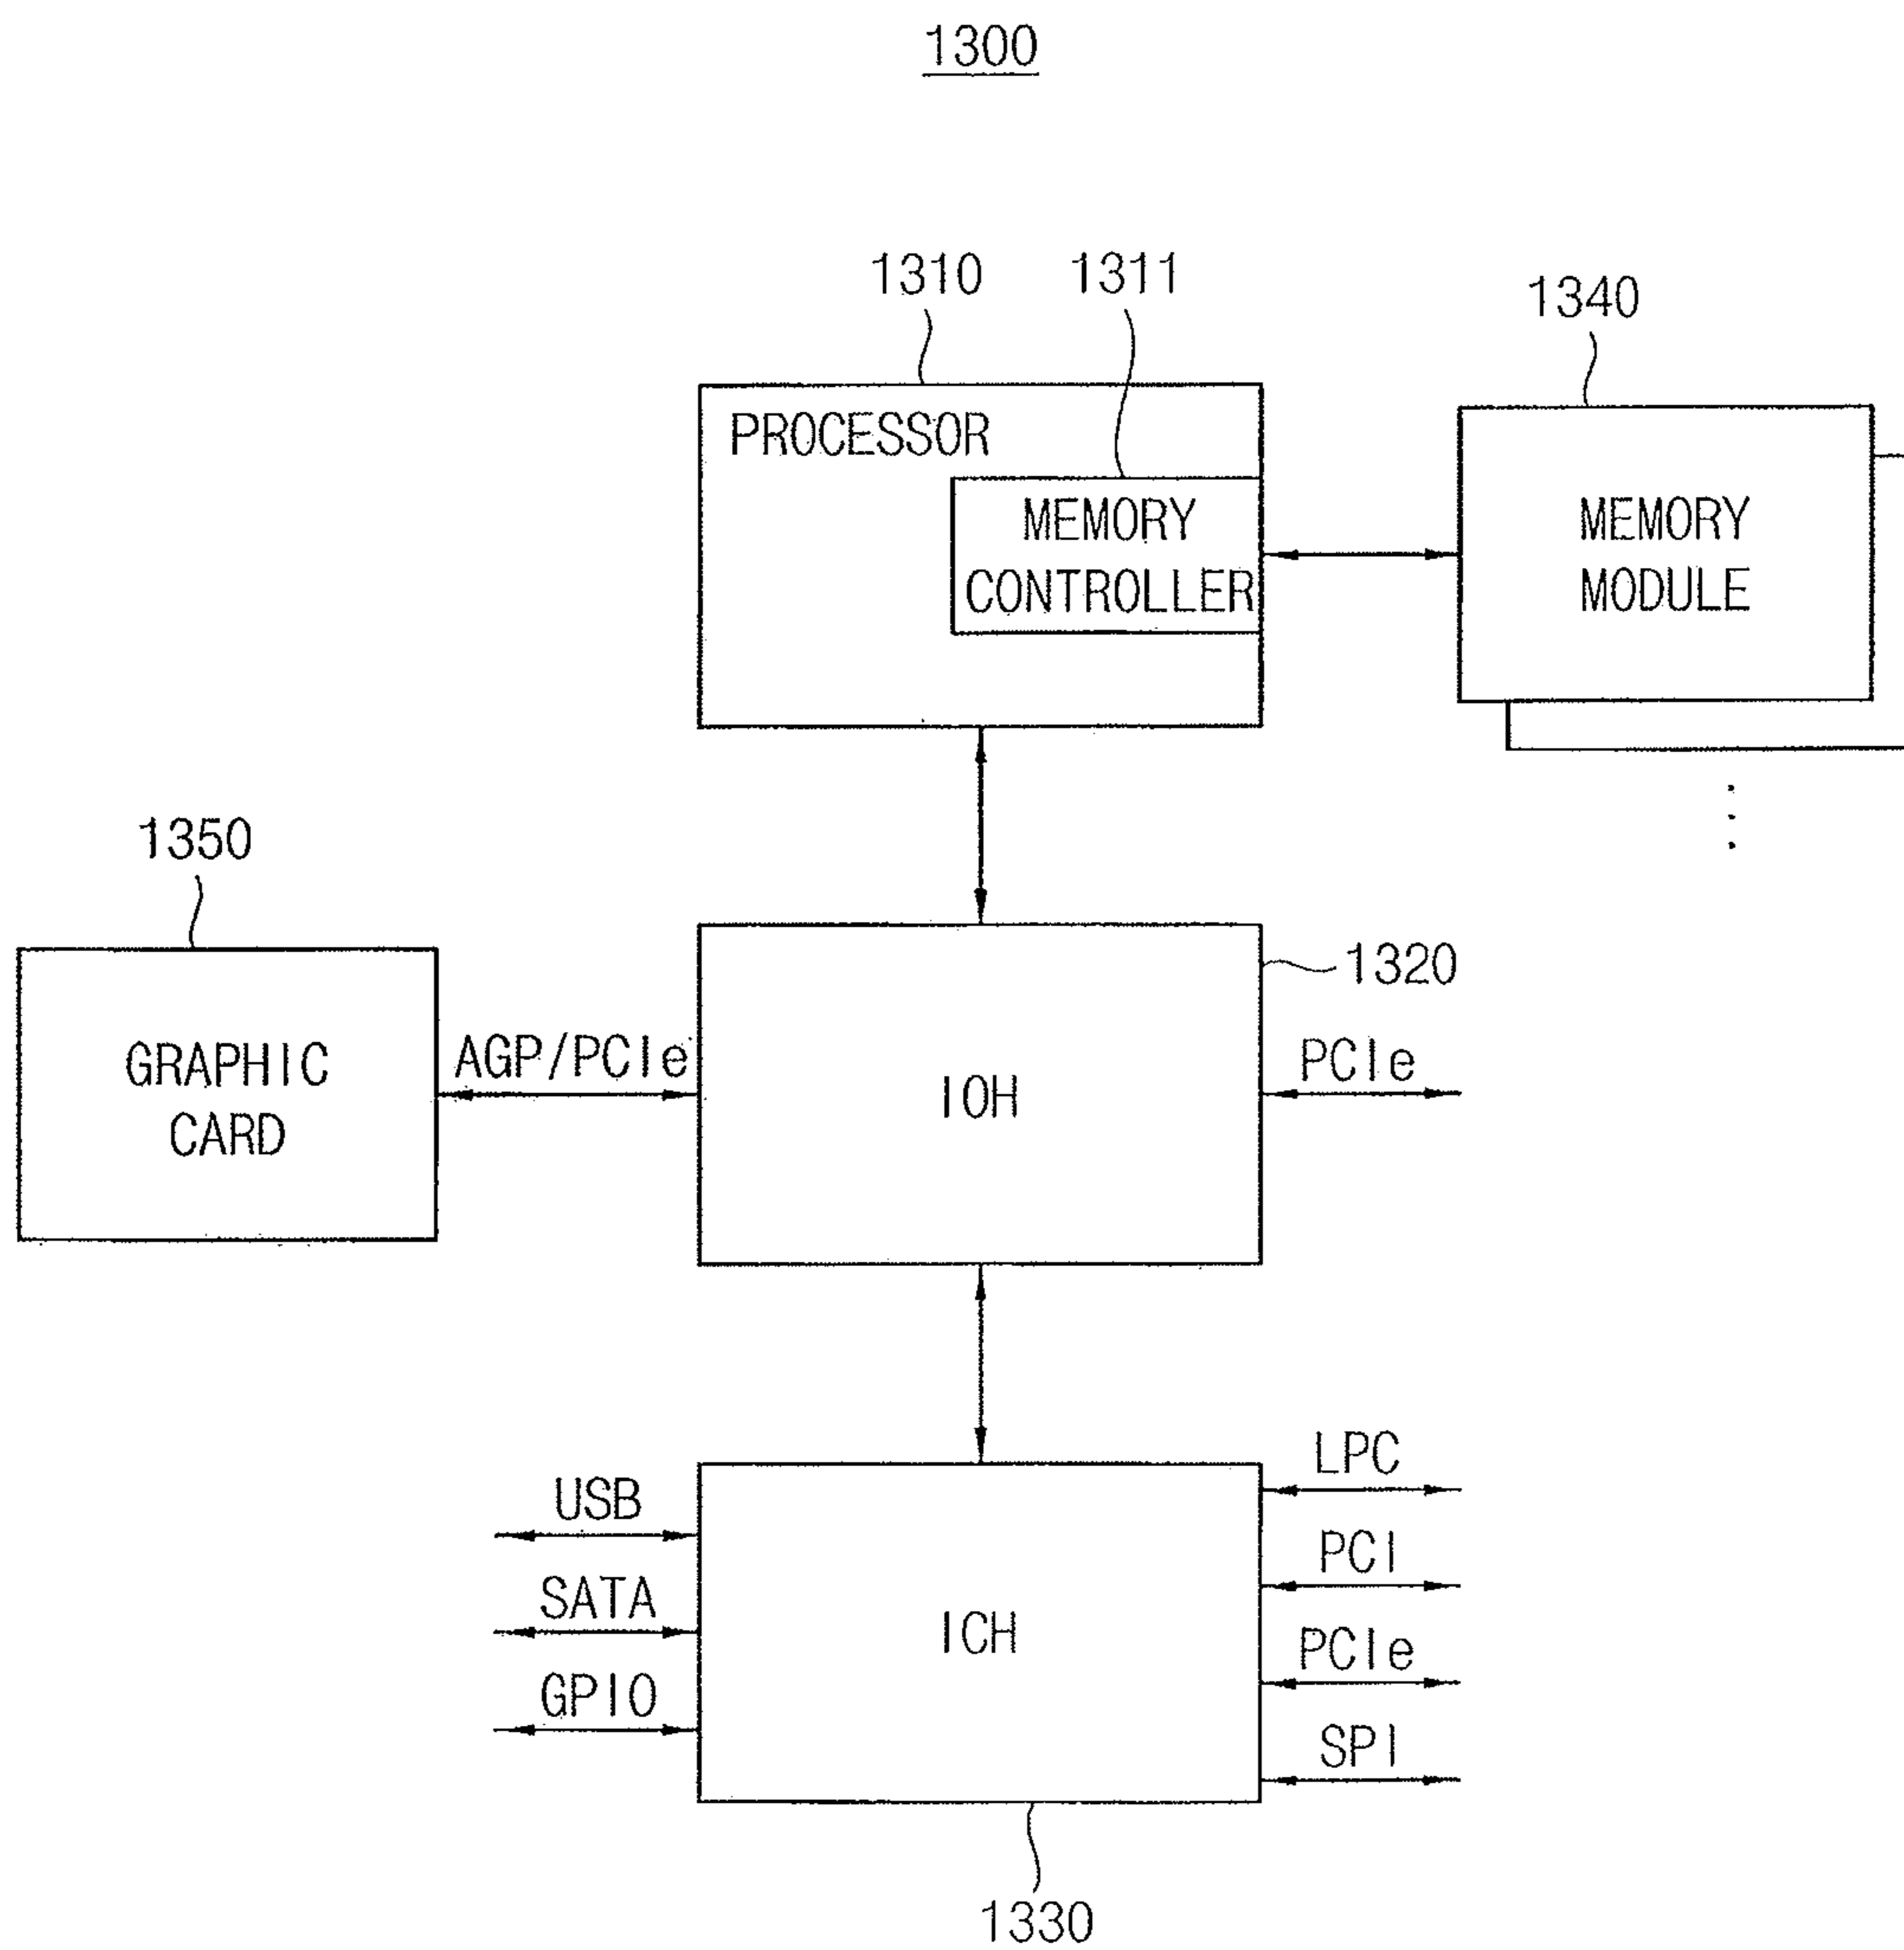 1300
1310
1311
1340
PROCESSOR
MEMORY
CONTROLLER
MEMORY
MODULE
1350
1320
GRAPHIC
CARD
AGP/PCIe
IOH
PCIe
USB
SATA
GPIO
ICH
LPC
PCI
PCIe
SPI
1330